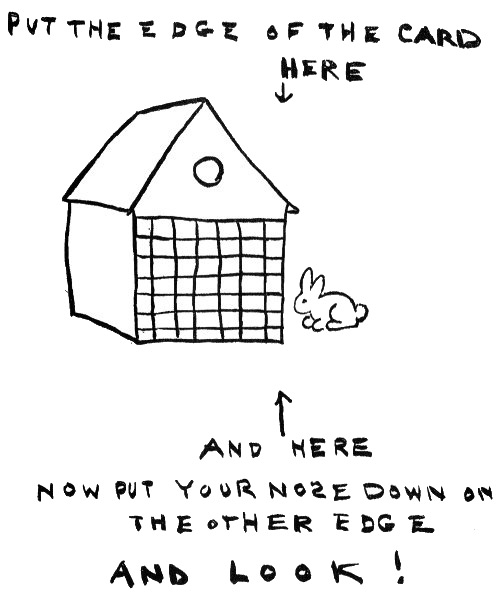 PUT THE EDGE OF THE CARD
HERE
AND HERE
NOW PUT YOUR NOSE DOWN ON
THE OTHER EDGE
AND LOOK!